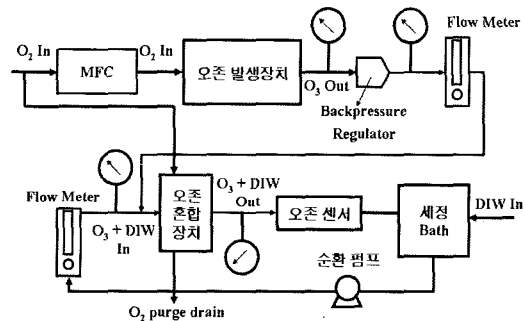 O2 In
O2 In
MFC
오존 발생장치
O3 Out
Flow Meter
Backpressure
Regulator
Flow Meter
O3 + DIW
In
오존
혼합
장치
O3 + DIW
Out
오존 센서
세정
Bath
DIW In
순환 펌프
O2 purge drain